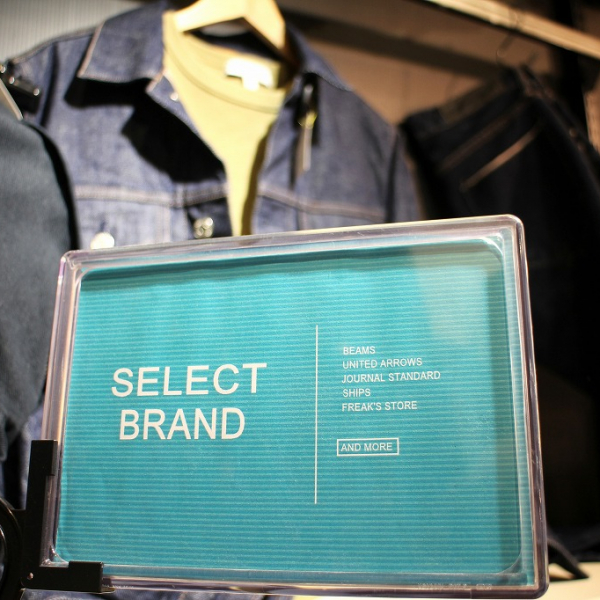 SELECT
BRAND
BEAMS
UNITED ARROWS
JOURNAL STANDARD
SHIPS
FREAK'S STORE
AND MORE